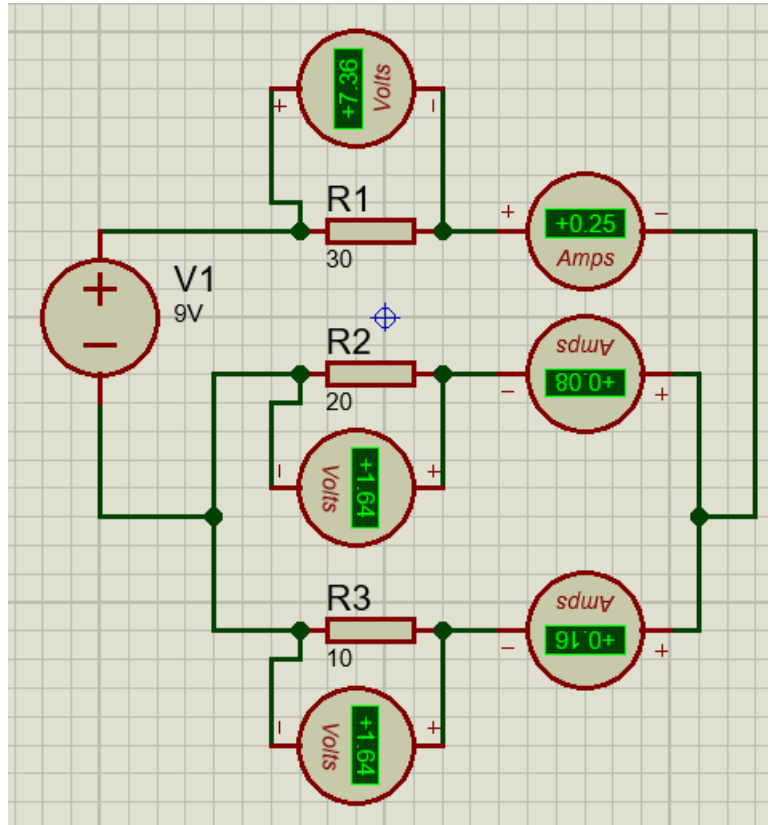 +7.36
Volts
+ −
R1
30
+ −
+0.25
Amps
V1
9V
+
−
R2
20
Amps
+0.08
− +
− +
Volts
+1.64
R3
10
Amps
+0.16
− +
− +
Volts
+1.64